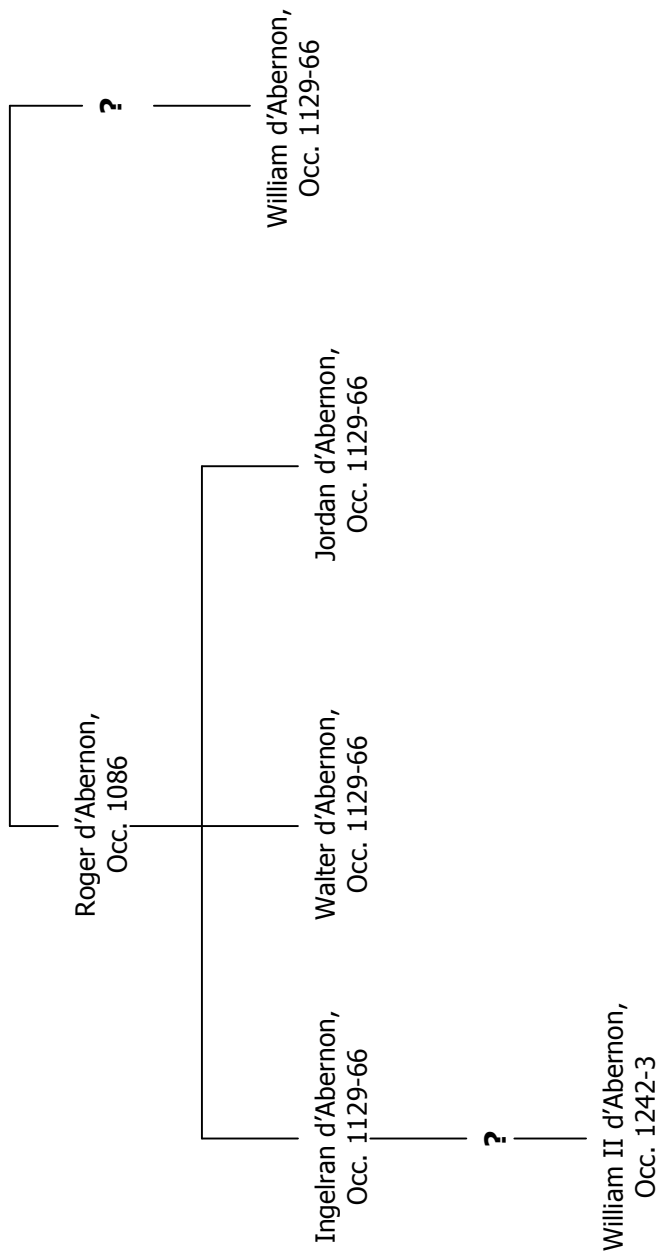 Roger d'Abernon,
Occ. 1086
?
William d'Abernon,
Occ. 1129-66
Ingelran d'Abernon,
Occ. 1129-66
Walter d'Abernon,
Occ. 1129-66
Jordan d'Abernon,
Occ. 1129-66
?
William II d'Abernon,
Occ. 1242-3